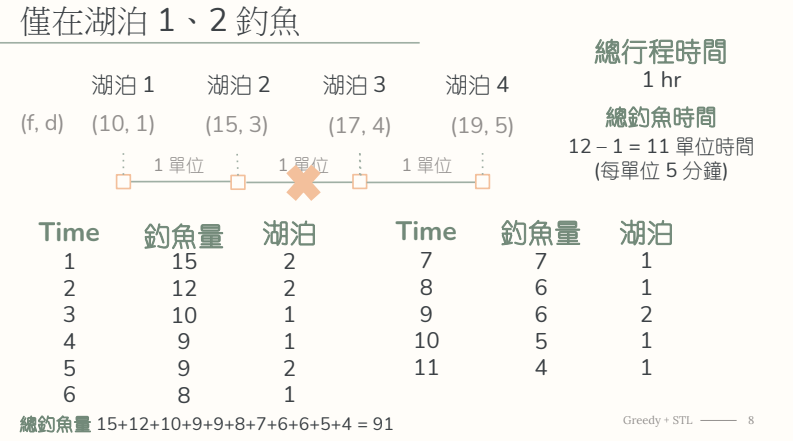 僅在湖泊 1、2 釣魚
總行程時間
1 hr
總釣魚時間
12 – 1 = 11 單位時間
(每單位 5 分鐘)
湖泊 1 湖泊 2 湖泊 3 湖泊 4
(f, d) (10, 1) (15, 3) (17, 4) (19, 5)
1 單位 1 單位 1 單位
Time 釣魚量 湖泊
1 15 2
2 12 2
3 10 1
4 9 1
5 9 2
6 8 1
Time 釣魚量 湖泊
7 7 1
8 6 1
9 6 2
10 5 1
11 4 1
總釣魚量 15+12+10+9+9+8+7+6+6+5+4 = 91
Greedy + STL 8